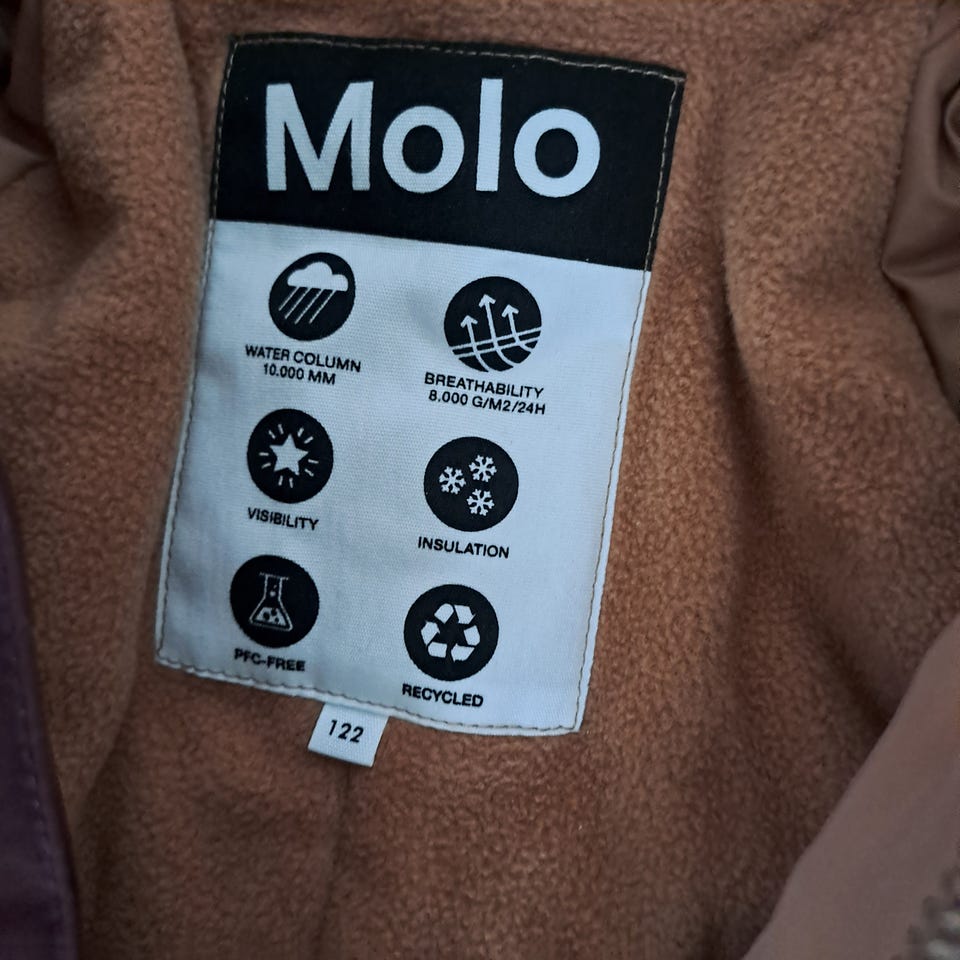 Molo
WATER COLUMN
10.000 MM
BREATHABILITY
8.000 G/M2/24H
VISIBILITY
INSULATION
PFC-FREE
RECYCLED
122